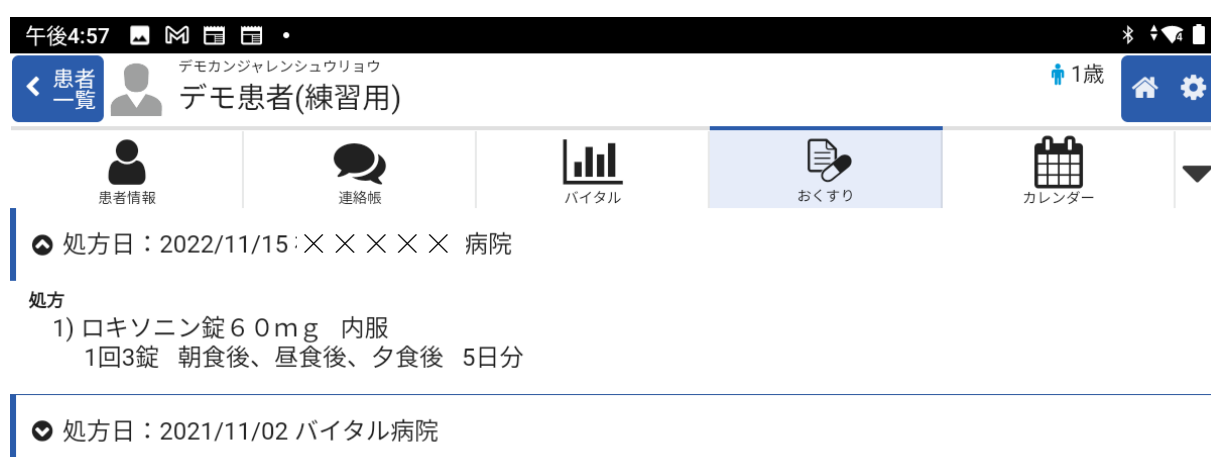 午後4:57
患者
一覧
デモカンジャレンシュウリョウ
デモ患者(練習用)
1歳
患者情報
連絡帳
バイタル
おくすり
カレンダー
処方日：2022/11/15 ××××× 病院
処方
1) ロキソニン錠６０ｍｇ 内服
1回3錠 朝食後、昼食後、夕食後 5日分
処方日：2021/11/02 バイタル病院